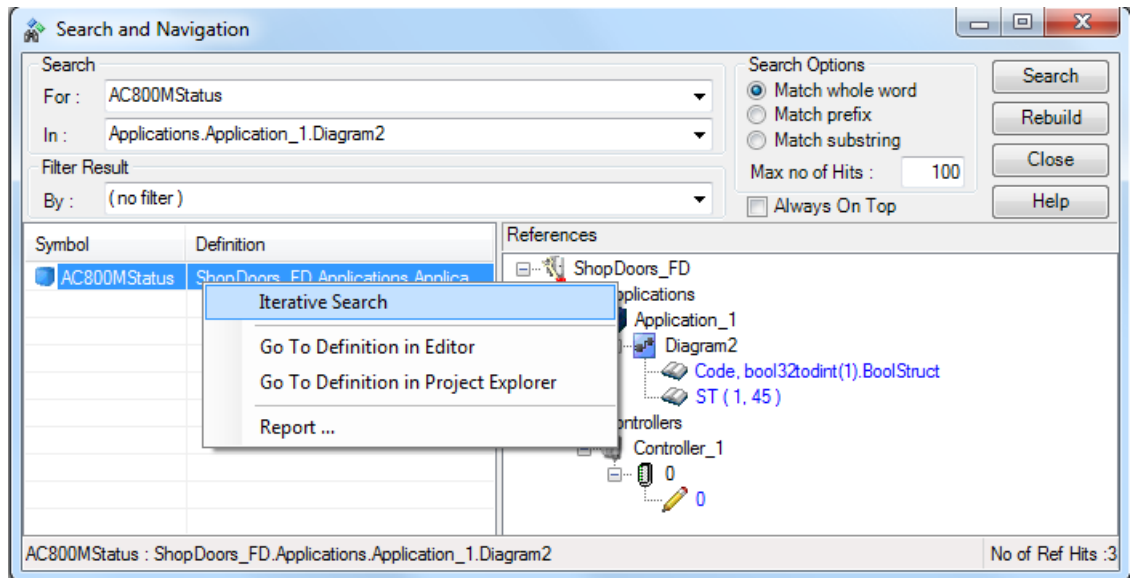 Search and Navigation
Search
For :
AC800MStatus
In :
Applications.Application_1.Diagram2
Filter Result
By :
( no filter )
Search Options
Match whole word
Match prefix
Match substring
Max no of Hits :
100
Always On Top
Search
Rebuild
Close
Help
Symbol
Definition
AC800MStatus
ShopDoors_FD.Applications.Applica
Iterative Search
Go To Definition in Editor
Go To Definition in Project Explorer
Report ...
References
ShopDoors_FD
pplications
Application_1
Diagram2
Code, bool32todint(1).BoolStruct
ST ( 1, 45 )
ontrollers
Controller_1
0
0
AC800MStatus : ShopDoors_FD.Applications.Application_1.Diagram2
No of Ref Hits :3